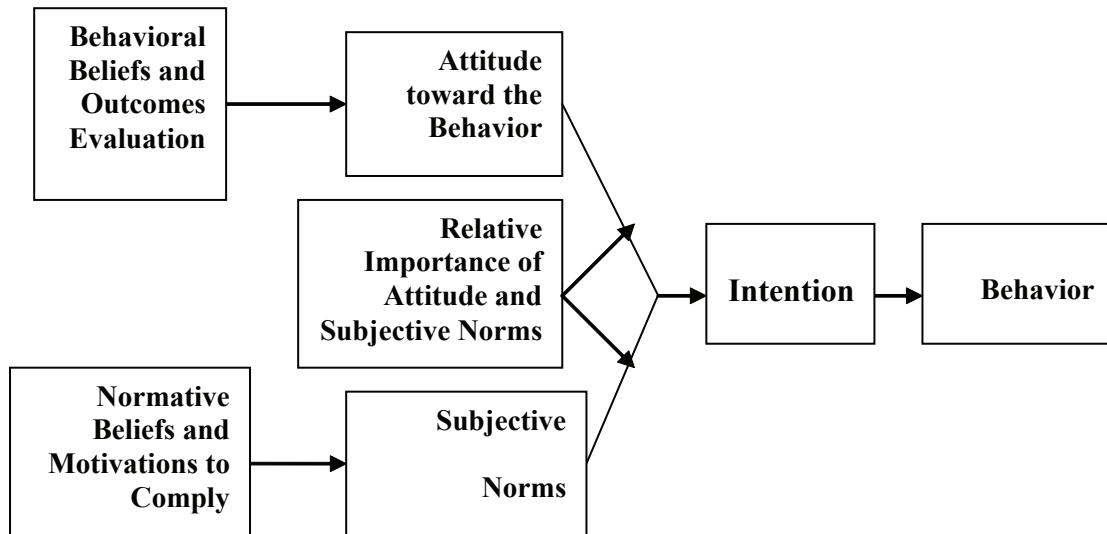 Behavioral
Beliefs and
Outcomes
Evaluation
Attitude
toward the
Behavior
Relative
Importance of
Attitude and
Subjective Norms
Intention
Behavior
Normative
Beliefs and
Motivations to
Comply
Subjective
Norms